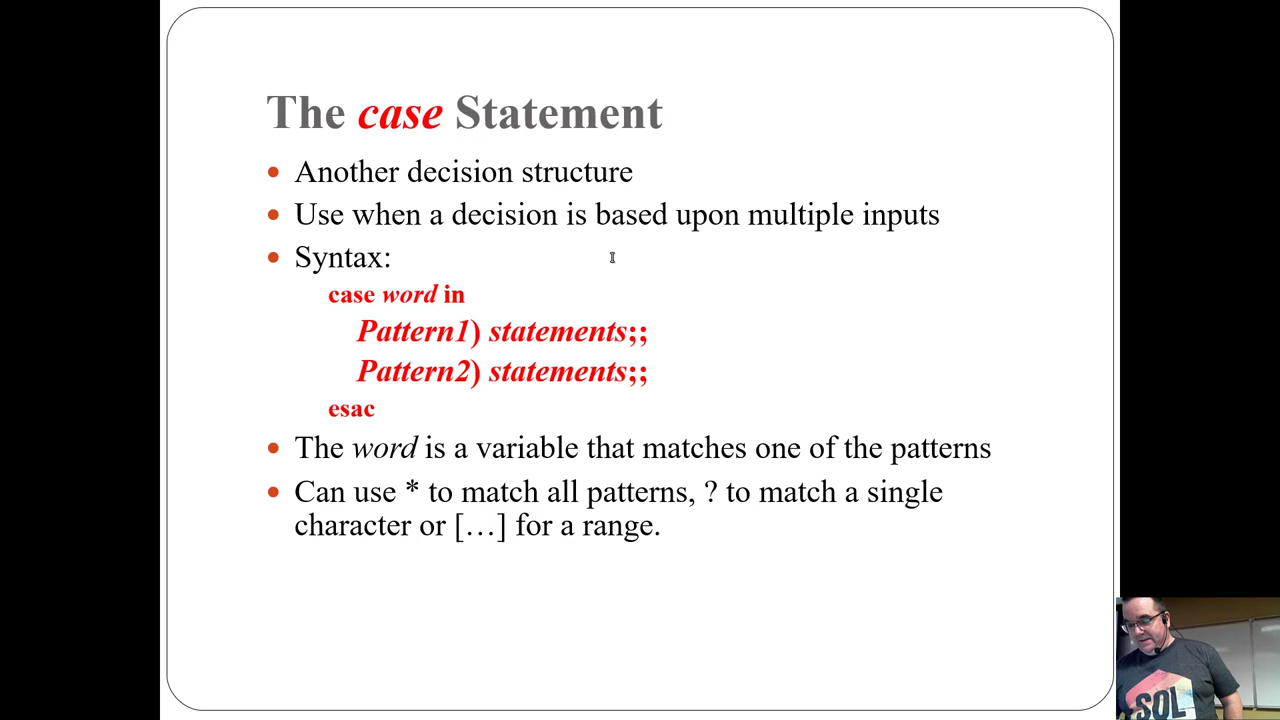 The case Statement
• Another decision structure
• Use when a decision is based upon multiple inputs
• Syntax:
case word in
Pattern1) statements;;
Pattern2) statements;;
esac
• The word is a variable that matches one of the patterns
• Can use * to match all patterns, ? to match a single
character or […] for a range.
SOL